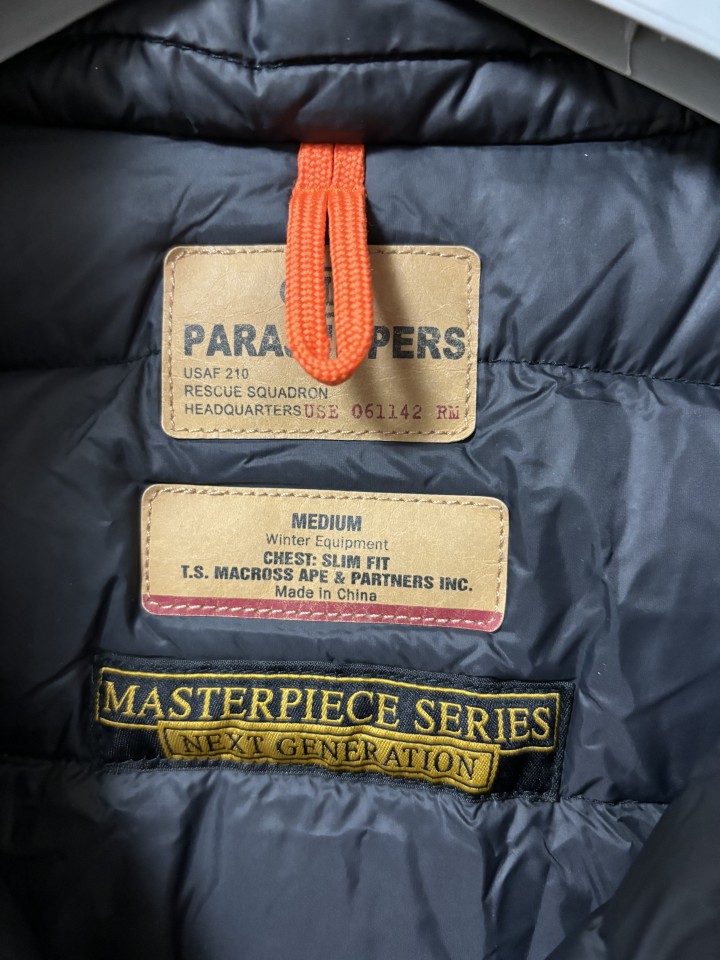 USAF 210
RESCUE SQUADRON
HEADQUARTERS USE 061142 RM
MEDIUM
Winter Equipment
CHEST: SLIM FIT
T.S. MACROSS APE & PARTNERS INC.
Made in China
MASTERPIECE SERIES
NEXT GENERATION